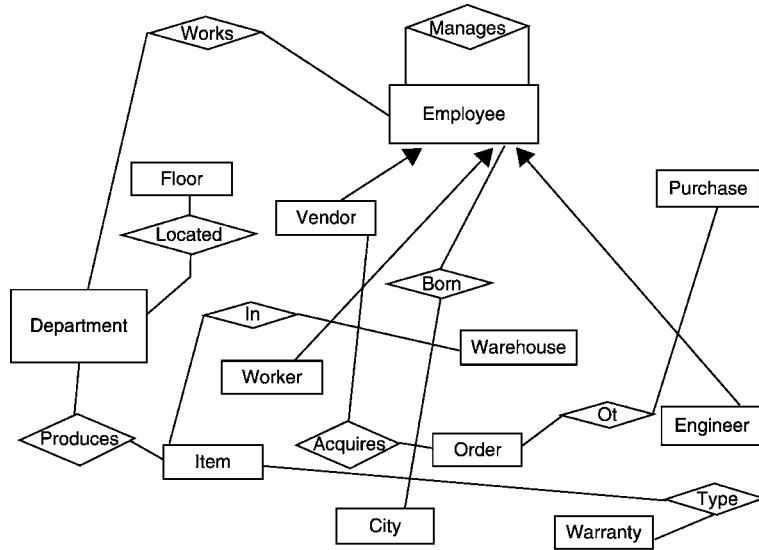 Works
Manages
Employee
Floor
Vendor
Purchase
Located
Born
Department
In
Warehouse
Worker
Ot
Produces
Acquires
Order
Engineer
Item
Type
City
Warranty